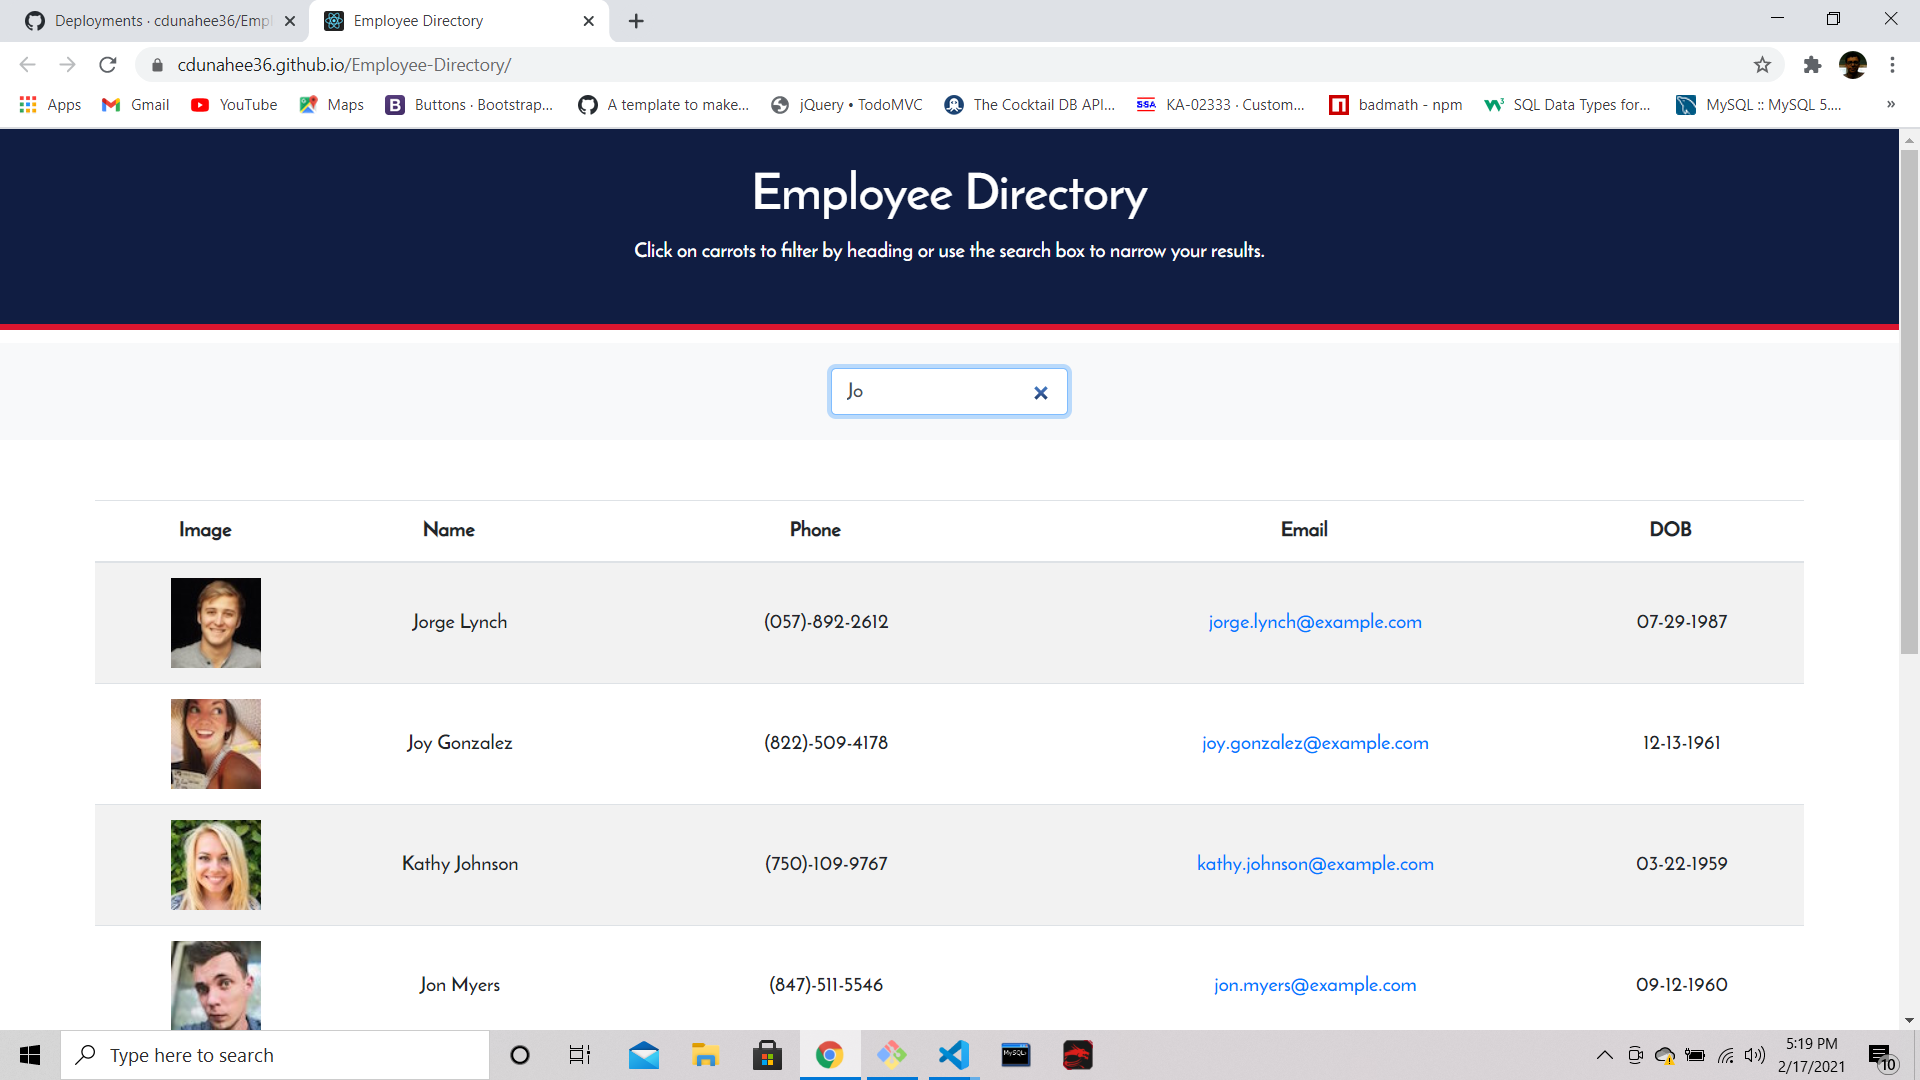 Deployments · cdunahee36/Empl
Employee Directory
cdunahee36.github.io/Employee-Directory/
Apps
Gmail
YouTube
Maps
B
Buttons · Bootstrap...
A template to make...
jQuery • TodoMVC
The Cocktail DB API...
SSA
KA-02333 · Custom...
badmath - npm
W3
SQL Data Types for...
MySQL :: MySQL 5....
»
Employee Directory
Click on carrots to filter by heading or use the search box to narrow your results.
Jo
Image Name Phone Email DOB
Jorge Lynch (057)-892-2612 jorge.lynch@example.com 07-29-1987
Joy Gonzalez (822)-509-4178 joy.gonzalez@example.com 12-13-1961
Kathy Johnson (750)-109-9767 kathy.johnson@example.com 03-22-1959
Jon Myers (847)-511-5546 jon.myers@example.com 09-12-1960
Type here to search
MySQL
5:19 PM
2/17/2021
10